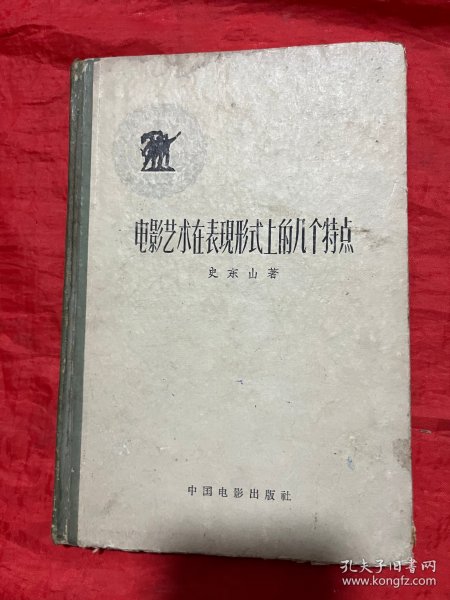 电影艺术在表现形式上的几个特点
史东山著
中国电影出版社
孔夫子旧书网
www.kongfz.com